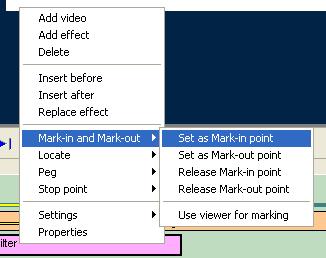 Add video
Add effect
Delete
Insert before
Insert after
Replace effect
Mark-in and Mark-out
Locate
Peg
Stop point
Settings
Properties
Set as Mark-in point
Set as Mark-out point
Release Mark-in point
Release Mark-out point
Use viewer for marking